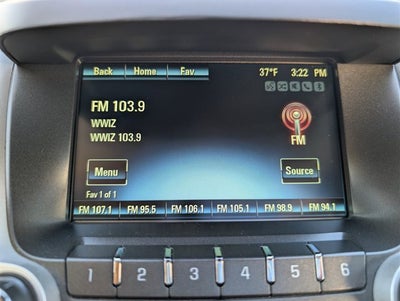 Back Home Fav 37°F 3:22 PM
FM 103.9
WWIZ
WWIZ 103.9
FM
Menu Source
Fav 1 of 1
FM 107.1 FM 95.5 FM 106.1 FM 105.1 FM 98.9 FM 94.1
1 2 3 4 5 6